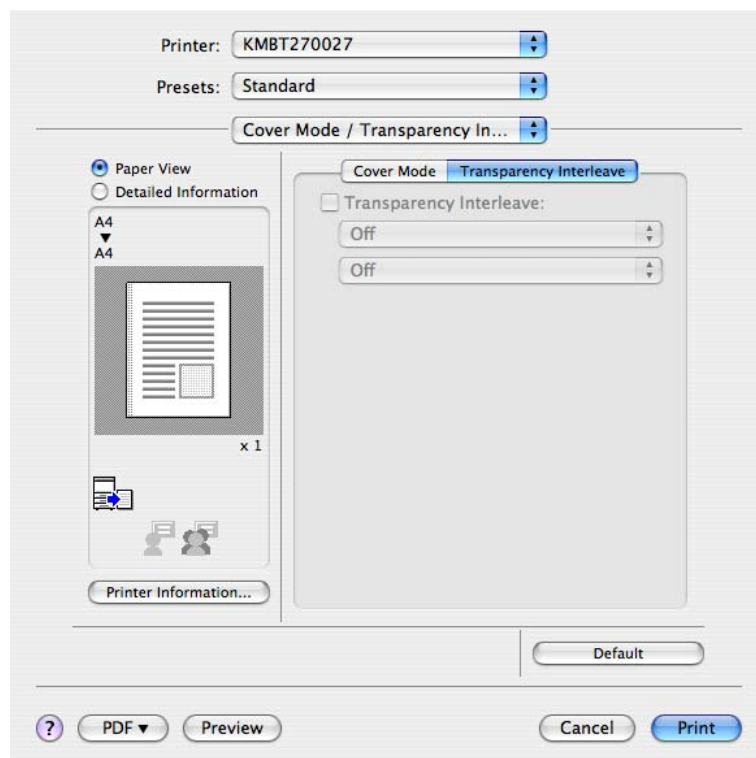 Printer: KMBT270027
Presets: Standard
Cover Mode / Transparency In...
Paper View
Detailed Information
A4
▼
A4
x 1
Printer Information...
Cover Mode Transparency Interleave
Transparency Interleave:
Off
Off
Default
? PDF ▼ Preview Cancel Print